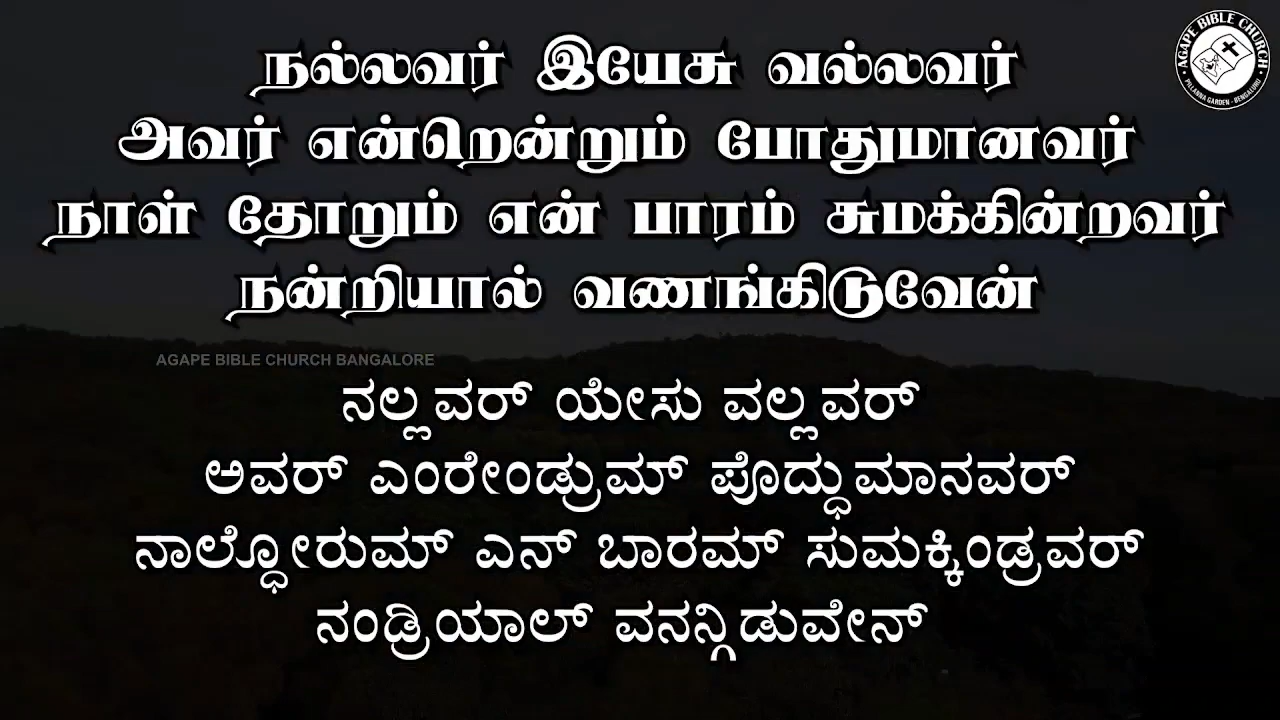 நல்லவர் இயேசு வல்லவர்
அவர் என்றென்றும் போதுமானவர்
நாள் தோறும் என் பாரம் சுமக்கின்றவர்
நன்றியால் வணங்கிடுவேன்
AGAPE BIBLE CHURCH BANGALORE
ನಲ್ಲವರ್ ಯೇಸು ವಲ್ಲವರ್
ಅವರ್ ಎಂರೇಂಡ್ರುಮ್ ಪೊದ್ಧುಮಾನವರ್
ನಾಲ್ಧೋರುಮ್ ಎನ್ ಬಾರಮ್ ಸುಮಕ್ಕಿಂಡ್ರವರ್
ನಂಡ್ರಿಯಾಲ್ ವನನ್ಗಿಡುವೇನ್
AGAPE BIBLE CHURCH